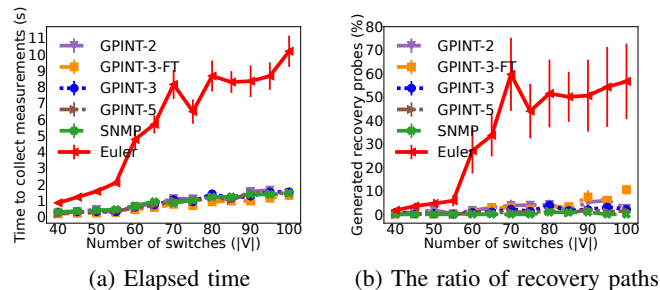 Time to collect measurements (s)
11
10
9
8
7
6
5
4
3
2
1
0
GPINT-2
GPINT-3-FT
GPINT-3
GPINT-5
SNMP
Euler
40 50 60 70 80 90 100
Number of switches (|V|)
(a) Elapsed time
Generated recovery probes (%)
80
70
60
50
40
30
20
10
0
GPINT-2
GPINT-3-FT
GPINT-3
GPINT-5
SNMP
Euler
40 50 60 70 80 90 100
Number of switches (|V|)
(b) The ratio of recovery paths